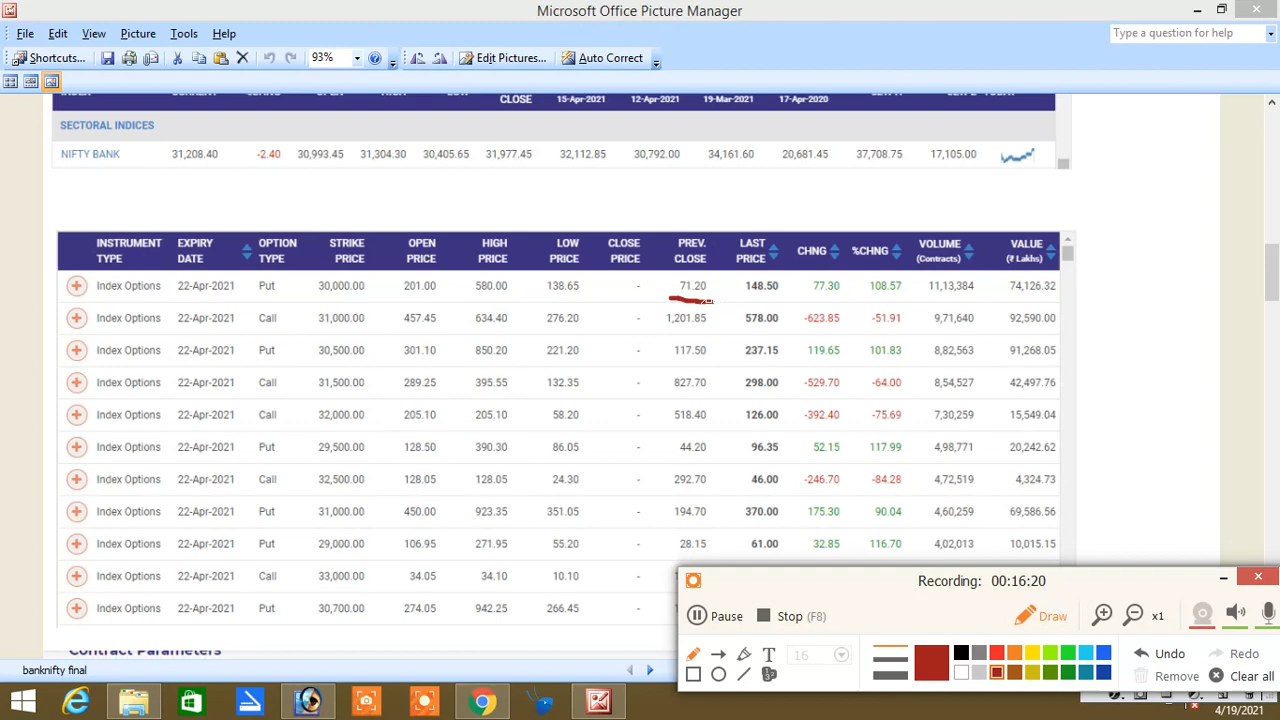 Microsoft Office Picture Manager
File Edit View Picture Tools Help
Type a question for help
Shortcuts... 93% Edit Pictures... Auto Correct
CLOSE 15-Apr-2021 12-Apr-2021 19-Mar-2021 17-Apr-2020
SECTORAL INDICES
NIFTY BANK 31,208.40 -2.40 30,993.45 31,304.30 30,405.65 31,977.45 32,112.85 30,792.00 34,161.60 20,681.45 37,708.75 17,105.00
INSTRUMENT EXPIRY OPTION STRIKE OPEN HIGH LOW CLOSE PREV. LAST CHNG %CHNG VOLUME VALUE
TYPE DATE TYPE PRICE PRICE PRICE PRICE PRICE CLOSE PRICE (Contracts) (₹ Lakhs)
Index Options 22-Apr-2021 Put 30,000.00 201.00 580.00 138.65 - 71.20 148.50 77.30 108.57 11,13,384 74,126.32
Index Options 22-Apr-2021 Call 31,000.00 457.45 634.40 276.20 - 1,201.85 578.00 -623.85 -51.91 9,71,640 92,590.00
Index Options 22-Apr-2021 Put 30,500.00 301.10 850.20 221.20 - 117.50 237.15 119.65 101.83 8,82,563 91,268.05
Index Options 22-Apr-2021 Call 31,500.00 289.25 395.55 132.35 - 827.70 298.00 -529.70 -64.00 8,54,527 42,497.76
Index Options 22-Apr-2021 Call 32,000.00 205.10 205.10 58.20 - 518.40 126.00 -392.40 -75.69 7,30,259 15,549.04
Index Options 22-Apr-2021 Put 29,500.00 128.50 390.30 86.05 - 44.20 96.35 52.15 117.99 4,98,771 20,242.62
Index Options 22-Apr-2021 Call 32,500.00 128.05 128.05 24.30 - 292.70 46.00 -246.70 -84.28 4,72,519 4,324.73
Index Options 22-Apr-2021 Put 31,000.00 450.00 923.35 351.05 - 194.70 370.00 175.30 90.04 4,60,259 69,586.56
Index Options 22-Apr-2021 Put 29,000.00 106.95 271.95 55.20 - 28.15 61.00 32.85 116.70 4,02,013 10,015.15
Index Options 22-Apr-2021 Call 33,000.00 34.05 34.10 10.10 -
Index Options 22-Apr-2021 Put 30,700.00 274.05 942.25 266.45 -
Contract Parameters
Recording: 00:16:20
Pause Stop (F8) Draw x1
T 16 Undo Redo
Remove Clear all
banknifty final
4/19/2021